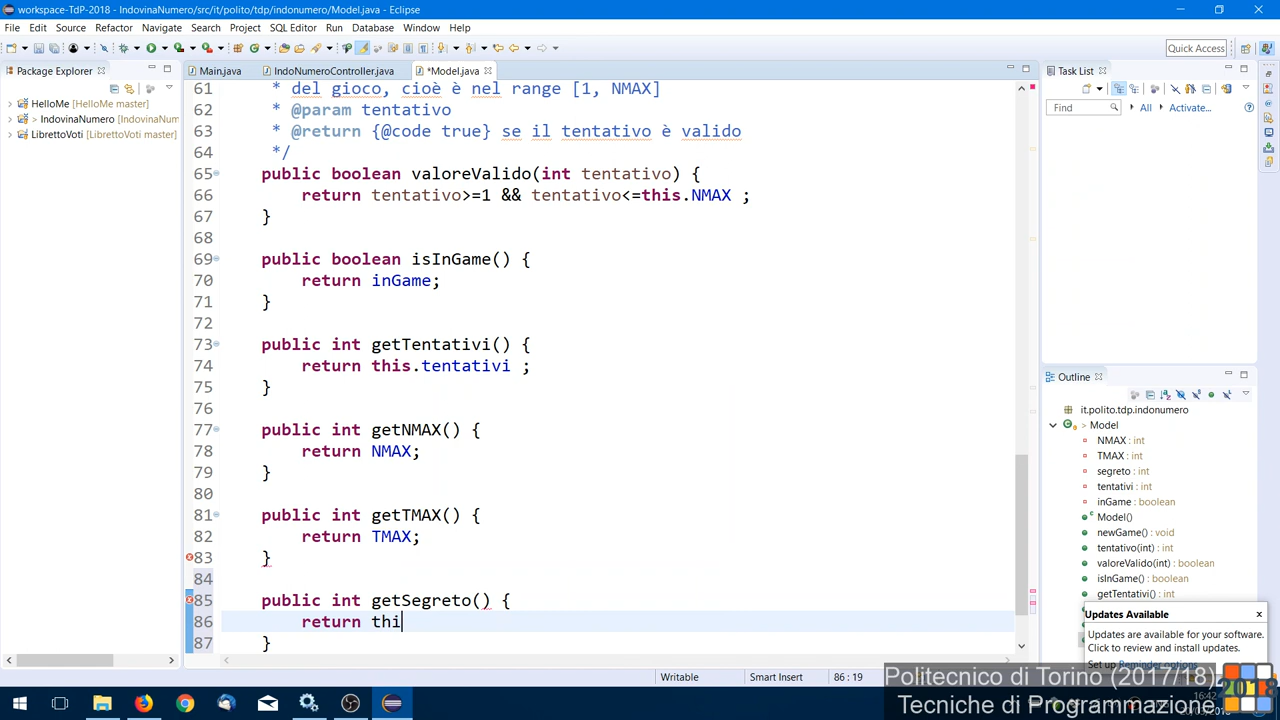 workspace-TdP-2018 - IndovinaNumero/src/it/polito/tdp/indonumero/Model.java - Eclipse
File Edit Source Refactor Navigate Search Project SQL Editor Run Database Window Help
Quick Access
Package Explorer
HelloMe [HelloMe master]
> IndovinaNumero [IndovinaNum
LibrettoVoti [LibrettoVoti master]
Main.java IndoNumeroController.java *Model.java
61 * del gioco, cioè è nel range [1, NMAX]
62 * @param tentativo
63 * @return {@code true} se il tentativo è valido
64 */
65 public boolean valoreValido(int tentativo) {
66 return tentativo>=1 && tentativo<=this.NMAX ;
67 }
68
69 public boolean isInGame() {
70 return inGame;
71 }
72
73 public int getTentativi() {
74 return this.tentativi ;
75 }
76
77 public int getNMAX() {
78 return NMAX;
79 }
80
81 public int getTMAX() {
82 return TMAX;
83 }
84
85 public int getSegreto() {
86 return thi
87 }
Task List
Find All Activate...
Outline
it.polito.tdp.indonumero
> Model
NMAX : int
TMAX : int
segreto : int
tentativi : int
inGame : boolean
Model()
newGame() : void
tentativo(int) : int
valoreValido(int) : boolean
isInGame() : boolean
getTentativi() : int
Updates Available
Updates are available for your software.
Click to review and install updates.
Set up Reminder options
Writable Smart Insert 86 : 19
Politecnico di Torino (2017/18)
Tecniche di Programmazione
16:42
2018